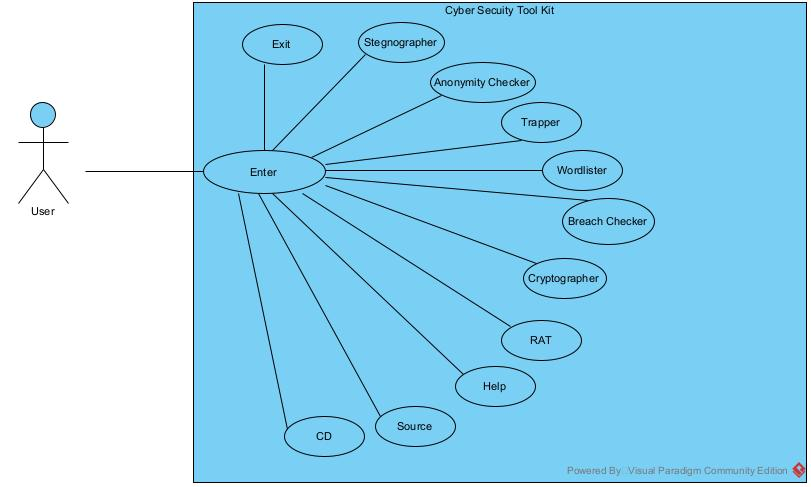 Cyber Secuity Tool Kit
Exit
Stegnographer
Anonymity Checker
Trapper
Wordlister
Enter
User
Breach Checker
Cryptographer
RAT
Help
Source
CD
Powered By Visual Paradigm Community Edition